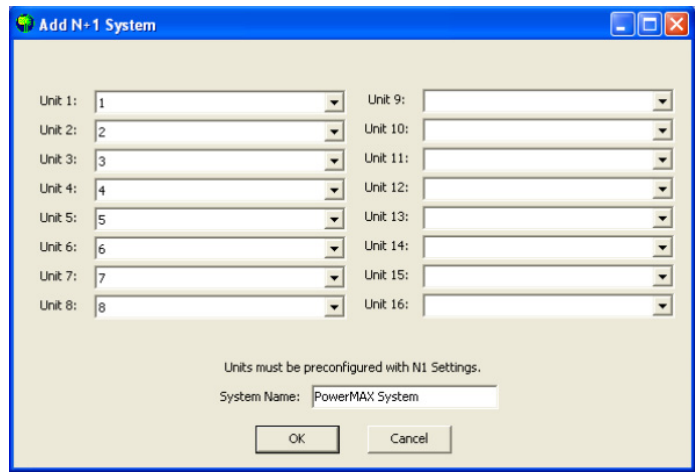 Add N+1 System
Unit 1: 1 Unit 9:
Unit 2: 2 Unit 10:
Unit 3: 3 Unit 11:
Unit 4: 4 Unit 12:
Unit 5: 5 Unit 13:
Unit 6: 6 Unit 14:
Unit 7: 7 Unit 15:
Unit 8: 8 Unit 16:
Units must be preconfigured with N1 Settings.
System Name: PowerMAX System
OK Cancel